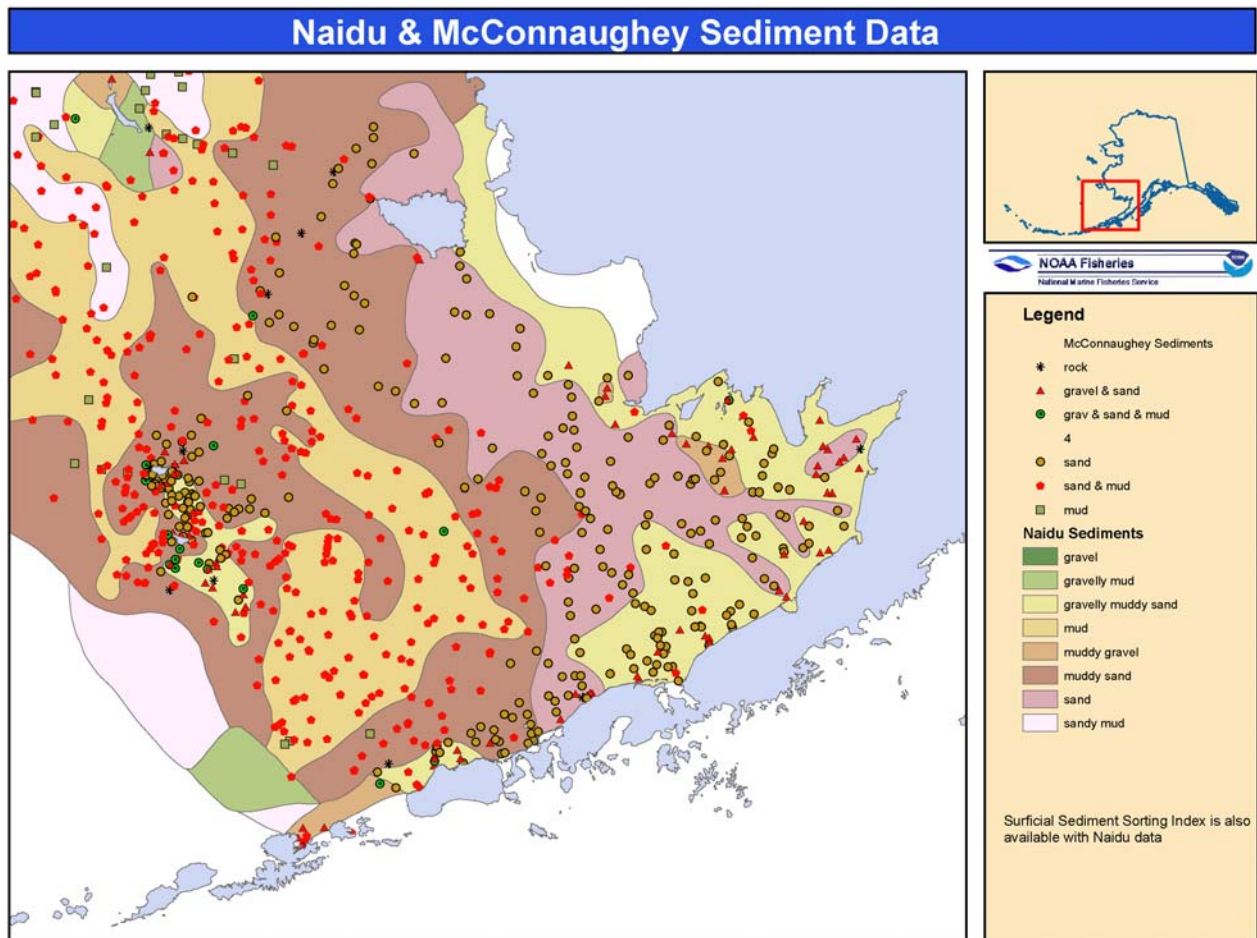 Naidu & McConnaughey Sediment Data
NOAA Fisheries
National Marine Fisheries Service
Legend
McConnaughey Sediments
rock
gravel & sand
grav & sand & mud
4
sand
sand & mud
mud
Naidu Sediments
gravel
gravelly mud
gravelly muddy sand
mud
muddy gravel
muddy sand
sand
sandy mud
Surficial Sediment Sorting Index is also
available with Naidu data